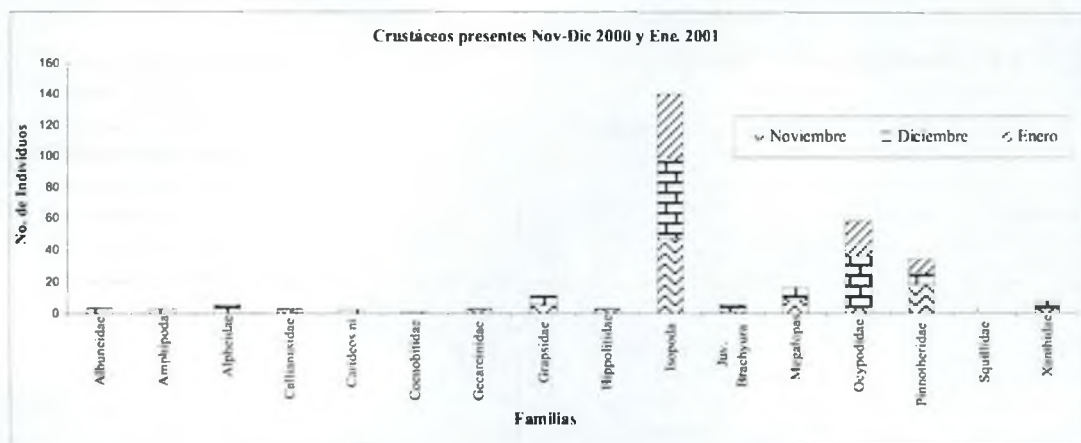 Crustáceos presentes Nov-Dic 2000 y Ene. 2001
160
140
120
100
80
60
40
20
0
No. de Individuos
Noviembre Diciembre Enero
Albuneidae
Amphipoda
Alpheidae
Callianasidae
Carideos ni
Coenobitidae
Gecarcinidae
Grapsidae
Hippolitidae
Isopoda
Juv.
Brachyura
Megalopa
Ocypodidae
Pinnotheridae
Squillidae
Xanthidae
Familias